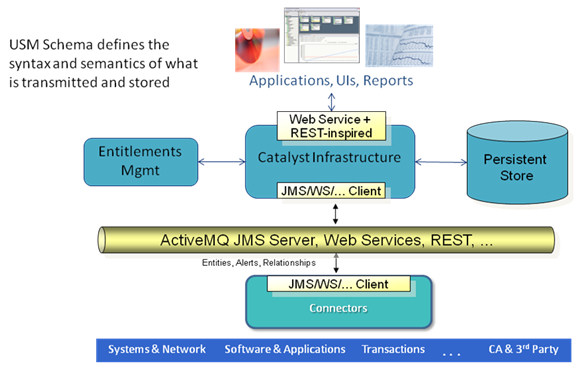 USM Schema defines the
syntax and semantics of what
is transmitted and stored
Applications, UIs, Reports
Web Service +
REST-inspired
Entitlements
Mgmt
Catalyst Infrastructure
Persistent
Store
JMS/WS/… Client
ActiveMQ JMS Server, Web Services, REST, …
Entities, Alerts, Relationships
JMS/WS/… Client
Connectors
Systems & Network Software & Applications Transactions . . . CA & 3rd Party